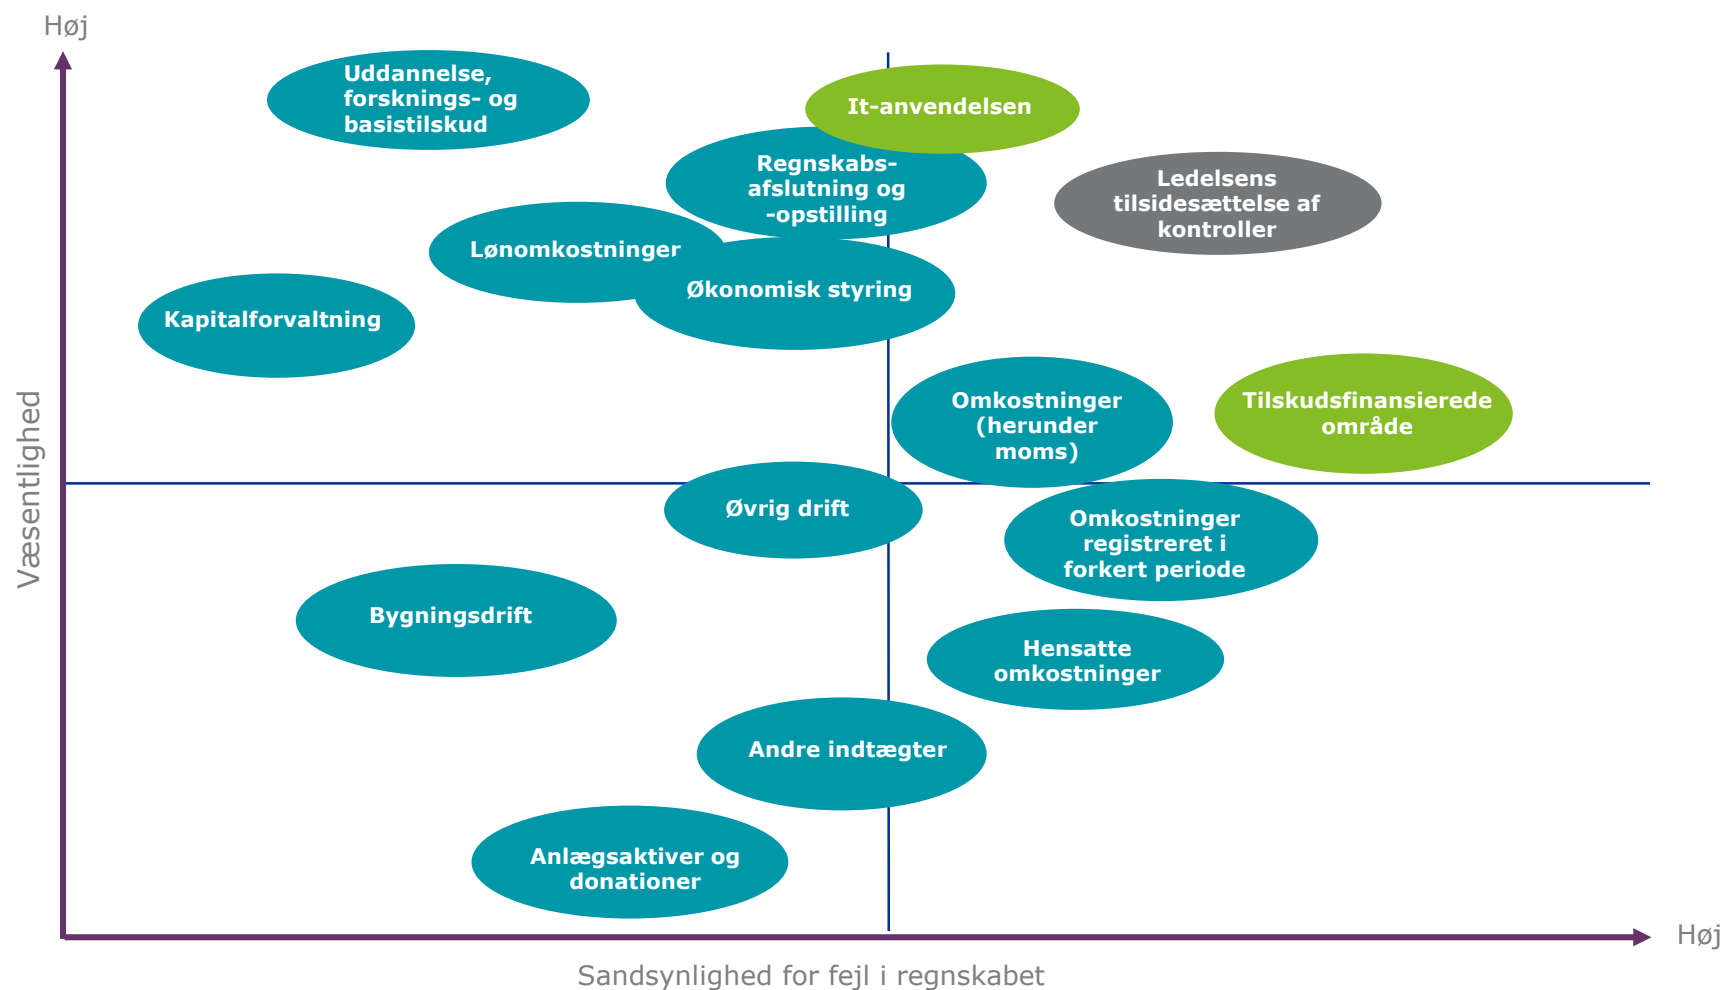 Høj
Uddannelse,
forsknings- og
basistilskud
It-anvendelsen
Regnskabs-
afslutning og
-opstilling
Ledelsens
tilsidesættelse af
kontroller
Lønomkostninger
Økonomisk styring
Kapitalforvaltning
Omkostninger
(herunder
moms)
Tilskudsfinansierede
område
Væsentlighed
Øvrig drift
Omkostninger
registreret i
forkert periode
Bygningsdrift
Hensatte
omkostninger
Andre indtægter
Anlægsaktiver og
donationer
Høj
Sandsynlighed for fejl i regnskabet